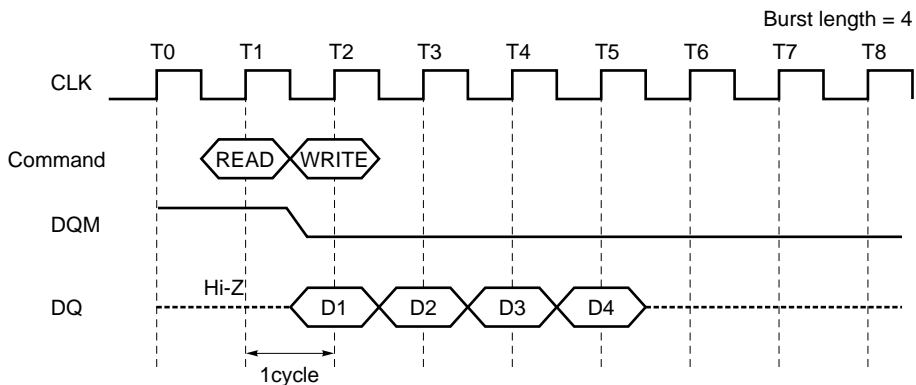 Burst length = 4
T0 T1 T2 T3 T4 T5 T6 T7 T8
CLK
Command READ WRITE
DQM
Hi-Z
DQ D1 D2 D3 D4
1cycle